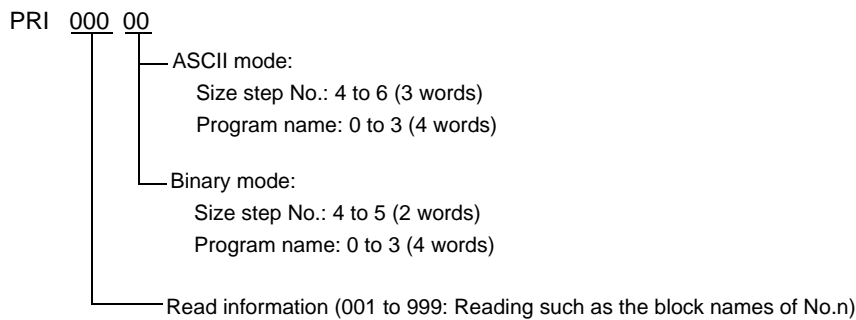 PRI 000 00
ASCII mode:
Size step No.: 4 to 6 (3 words)
Program name: 0 to 3 (4 words)
Binary mode:
Size step No.: 4 to 5 (2 words)
Program name: 0 to 3 (4 words)
Read information (001 to 999: Reading such as the block names of No.n)